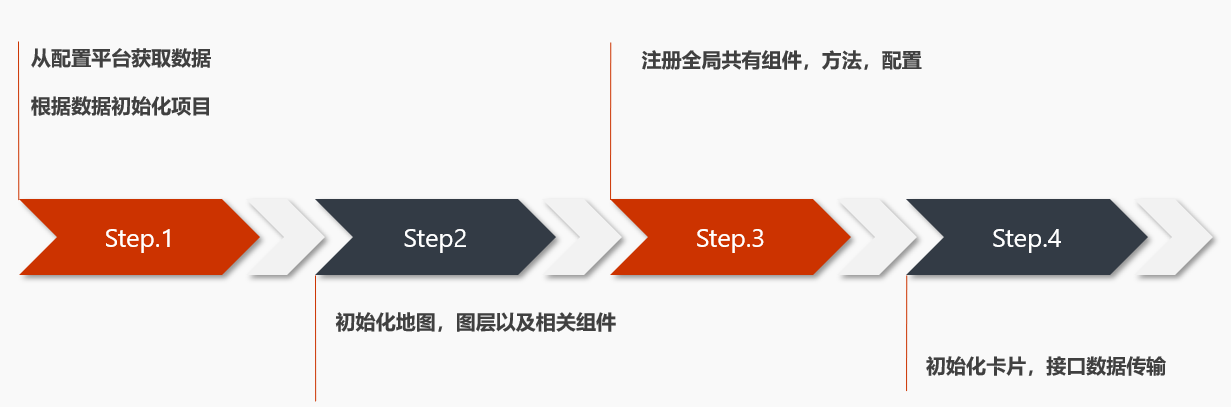 从配置平台获取数据
根据数据初始化项目
注册全局共有组件，方法，配置
Step.1
Step2
Step.3
Step.4
初始化地图，图层以及相关组件
初始化卡片，接口数据传输